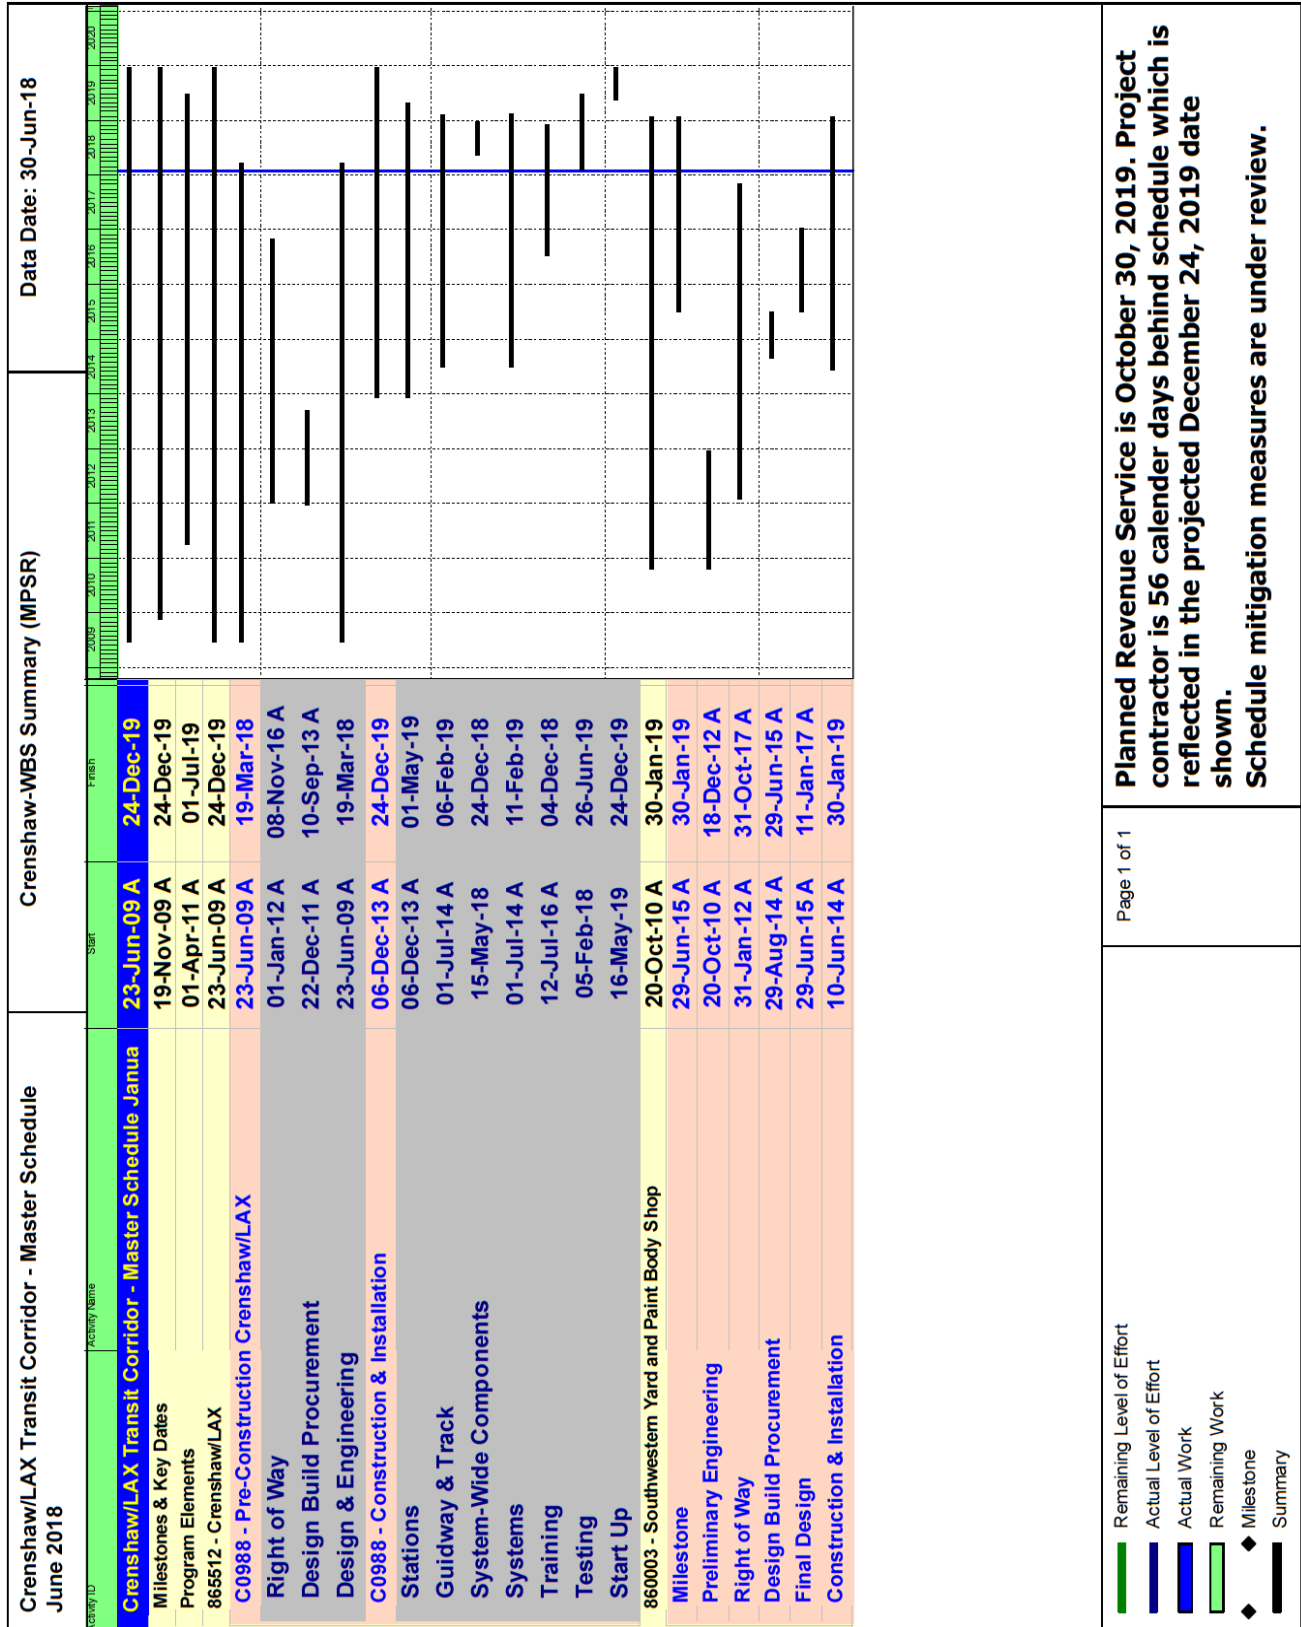 Crenshaw/LAX Transit Corridor - Master Schedule
June 2018
Crenshaw-WBS Summary (MPSR)
Data Date: 30-Jun-18
ctivity ID Activity Name Start Finish 2009 2010 2011 2012 2013 2014 2015 2016 2017 2018 2019 2020
Crenshaw/LAX Transit Corridor - Master Schedule Janua 23-Jun-09 A 24-Dec-19
Milestones & Key Dates 19-Nov-09 A 24-Dec-19
Program Elements 01-Apr-11 A 01-Jul-19
865512 - Crenshaw/LAX 23-Jun-09 A 24-Dec-19
C0988 - Pre-Construction Crenshaw/LAX 23-Jun-09 A 19-Mar-18
Right of Way 01-Jan-12 A 08-Nov-16 A
Design Build Procurement 22-Dec-11 A 10-Sep-13 A
Design & Engineering 23-Jun-09 A 19-Mar-18
C0988 - Construction & Installation 06-Dec-13 A 24-Dec-19
Stations 06-Dec-13 A 01-May-19
Guidway & Track 01-Jul-14 A 06-Feb-19
System-Wide Components 15-May-18 24-Dec-18
Systems 01-Jul-14 A 11-Feb-19
Training 12-Jul-16 A 04-Dec-18
Testing 05-Feb-18 26-Jun-19
Start Up 16-May-19 24-Dec-19
860003 - Southwestern Yard and Paint Body Shop 20-Oct-10 A 30-Jan-19
Milestone 29-Jun-15 A 30-Jan-19
Preliminary Engineering 20-Oct-10 A 18-Dec-12 A
Right of Way 31-Jan-12 A 31-Oct-17 A
Design Build Procurement 29-Aug-14 A 29-Jun-15 A
Final Design 29-Jun-15 A 11-Jan-17 A
Construction & Installation 10-Jun-14 A 30-Jan-19
Remaining Level of Effort
Actual Level of Effort
Actual Work
Remaining Work
Milestone
Summary
Page 1 of 1
Planned Revenue Service is October 30, 2019. Project
contractor is 56 calender days behind schedule which is
reflected in the projected December 24, 2019 date
shown.
Schedule mitigation measures are under review.